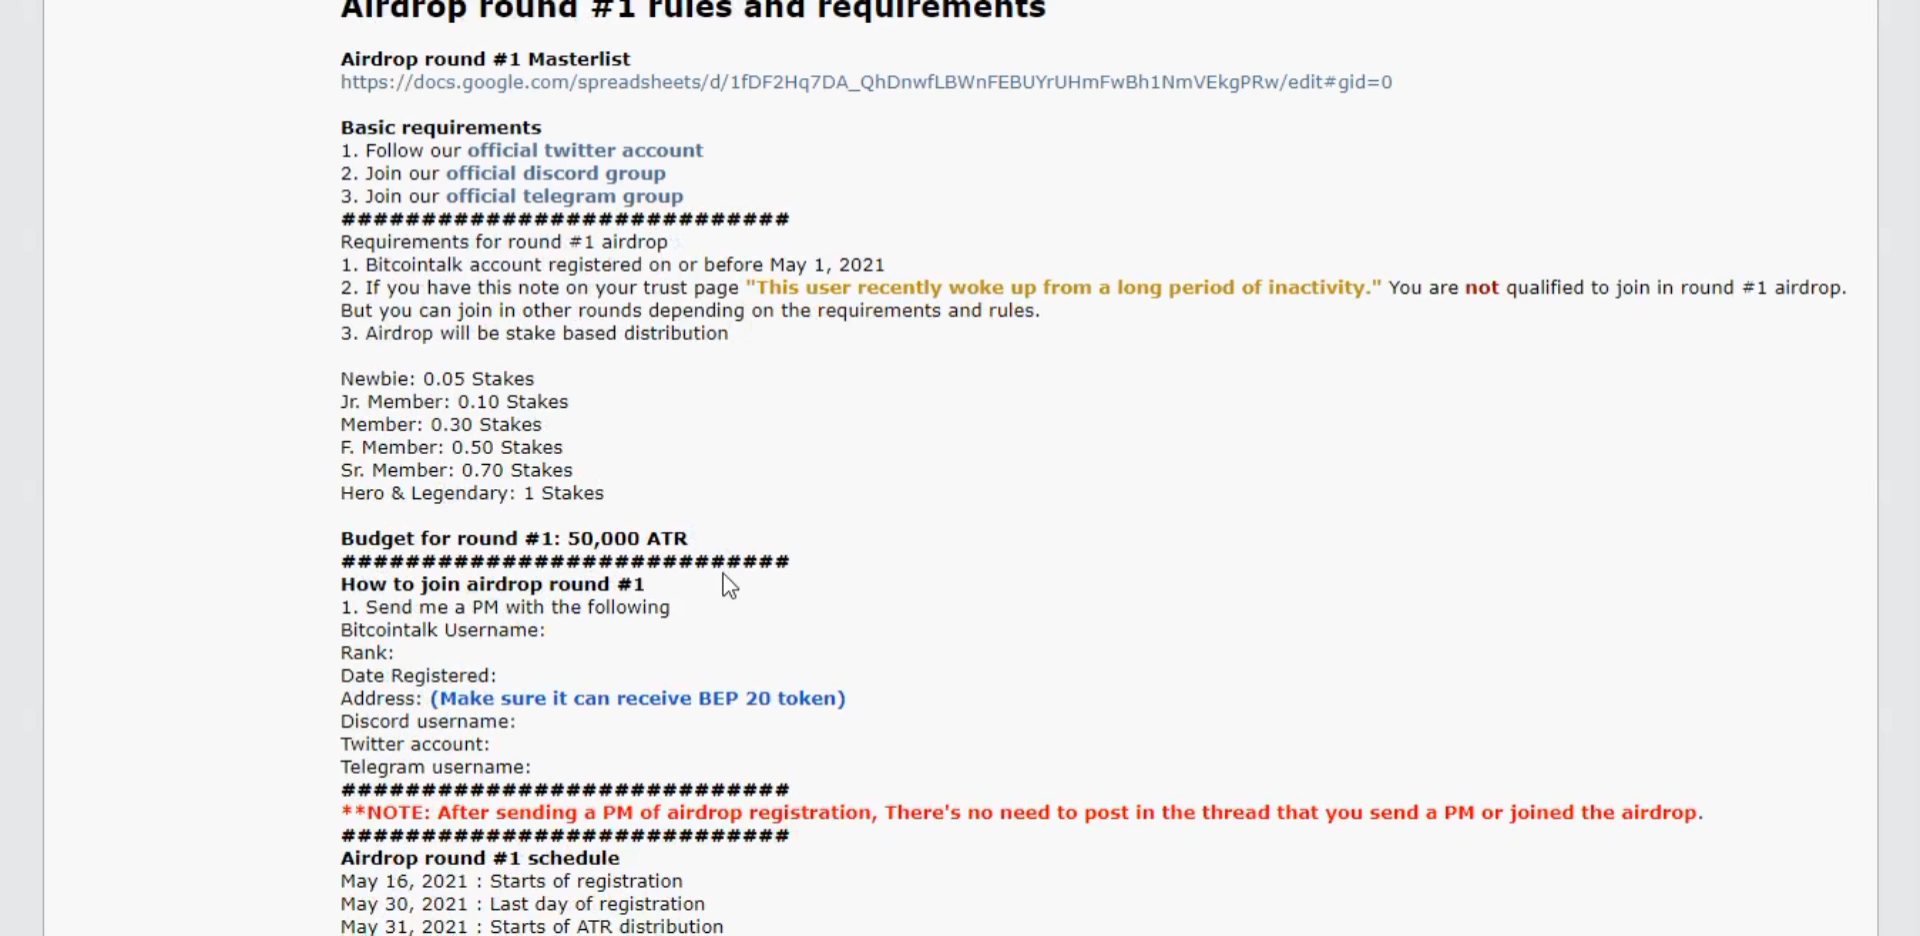 Airdrop round #1 rules and requirements
Airdrop round #1 Masterlist
https://docs.google.com/spreadsheets/d/1fDF2Hq7DA_QhDnwfLBWnFEBUYrUHmFwBh1NmVEkgPRw/edit#gid=0
Basic requirements
1. Follow our official twitter account
2. Join our official discord group
3. Join our official telegram group
############################
Requirements for round #1 airdrop
1. Bitcointalk account registered on or before May 1, 2021
2. If you have this note on your trust page "This user recently woke up from a long period of inactivity." You are not qualified to join in round #1 airdrop.
But you can join in other rounds depending on the requirements and rules.
3. Airdrop will be stake based distribution
Newbie: 0.05 Stakes
Jr. Member: 0.10 Stakes
Member: 0.30 Stakes
F. Member: 0.50 Stakes
Sr. Member: 0.70 Stakes
Hero & Legendary: 1 Stakes
Budget for round #1: 50,000 ATR
############################
How to join airdrop round #1
1. Send me a PM with the following
Bitcointalk Username:
Rank:
Date Registered:
Address: (Make sure it can receive BEP 20 token)
Discord username:
Twitter account:
Telegram username:
############################
**NOTE: After sending a PM of airdrop registration, There's no need to post in the thread that you send a PM or joined the airdrop.
############################
Airdrop round #1 schedule
May 16, 2021 : Starts of registration
May 30, 2021 : Last day of registration
May 31, 2021 : Starts of ATR distribution